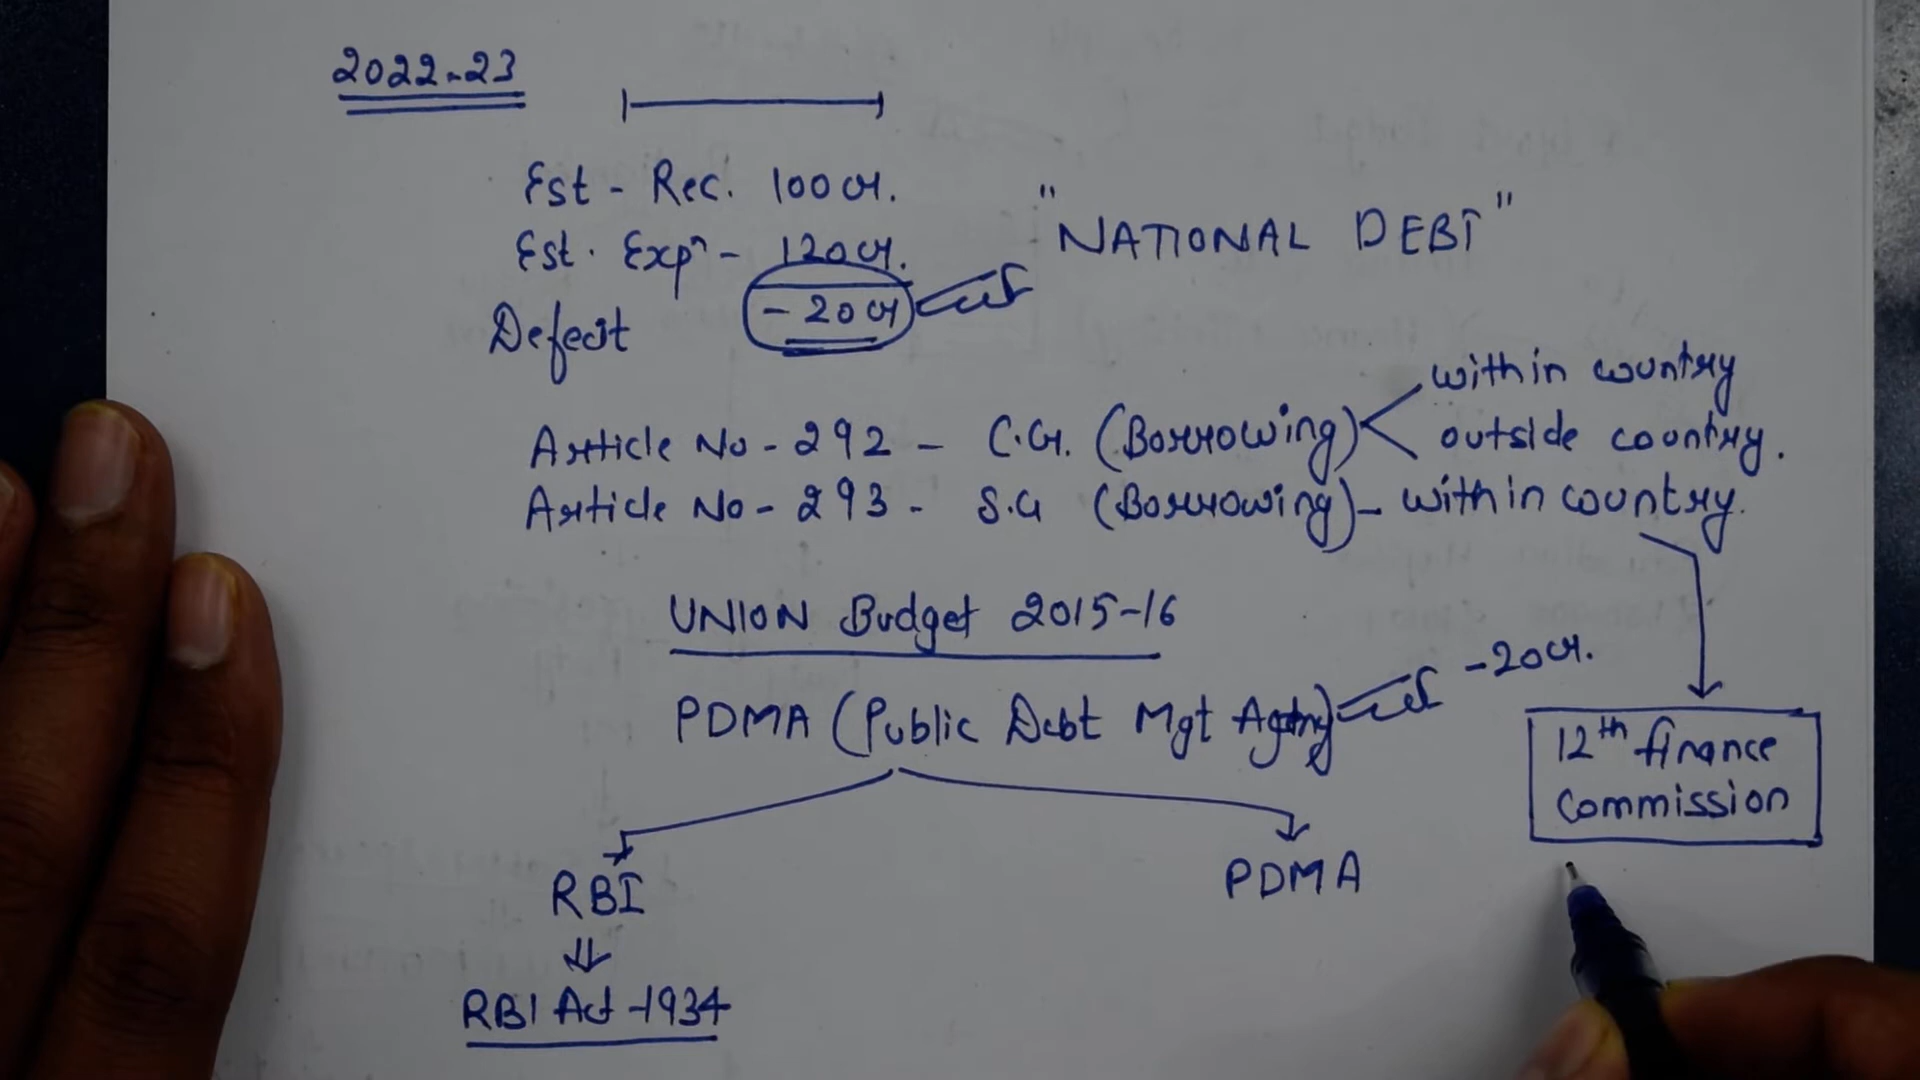 2022-23
Est - Rec. 100 cr.
Est. Expn - 120 cr.
Defecit - 20 cr
"NATIONAL DEBT"
Article No - 292 - C.G. (Borrowing) within country
outside country.
Article No - 293 - S.G (Borrowing) - within country.
UNION Budget 2015-16
PDMA (Public Debt Mgt Agency) -20 cr.
12th finance
commission
RBI
PDMA
RBI Act -1934